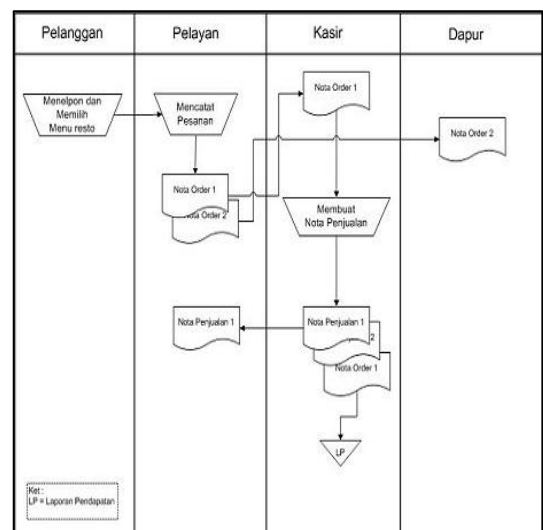 Pelanggan
Pelayan
Kasir
Dapur
Menelpon dan
Memilih
Menu resto
Mencatat
Pesanan
Nota Order 1
Nota Order 2
Nota Order 1
Nota Order 2
Membuat
Nota Penjualan
Nota Penjualan 1
Nota Penjualan 1
2
Nota Order 1
LP
Ket :
LP = Laporan Pendapatan